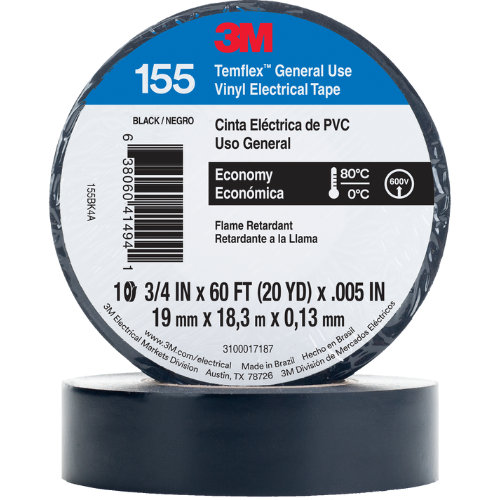 3M
155
Temflex™ General Use
Vinyl Electrical Tape
BLACK/NEGRO
Cinta Eléctrica de PVC
Uso General
6 38060 41494 1
155BK4A
Economy
Económica
80°C
0°C
600V
Flame Retardant
Retardante a la Llama
3/4 IN x 60 FT (20 YD) x .005 IN
19 mm x 18,3 m x 0,13 mm
3100017187
www.3M.com/electrical
3M Electrical
Markets Division
Made in Brazil
Austin, TX 78726
Hecho en Brasil
3M División de Mercados Eléctricos